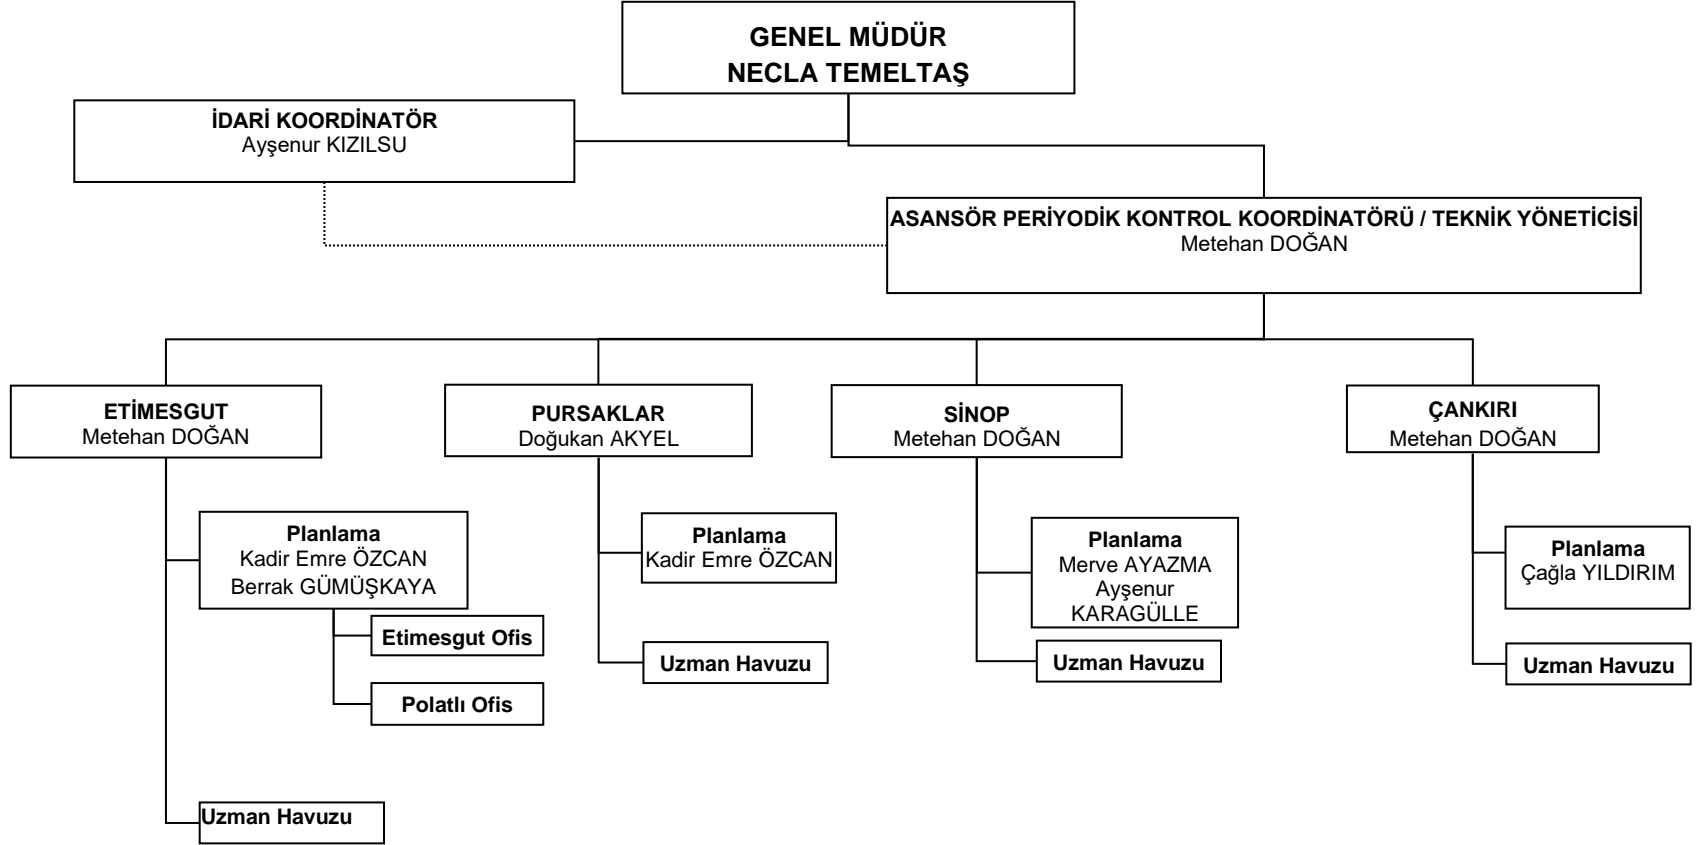 GENEL MÜDÜR
NECLA TEMELTAŞ
İDARİ KOORDİNATÖR
Ayşenur KIZILSU
ASANSÖR PERİYODİK KONTROL KOORDİNATÖRÜ / TEKNİK YÖNETİCİSİ
Metehan DOĞAN
ETİMESGUT
Metehan DOĞAN
PURSAKLAR
Doğukan AKYEL
SİNOP
Metehan DOĞAN
ÇANKIRI
Metehan DOĞAN
Planlama
Kadir Emre ÖZCAN
Berrak GÜMÜŞKAYA
Etimesgut Ofis
Polatlı Ofis
Uzman Havuzu
Planlama
Kadir Emre ÖZCAN
Uzman Havuzu
Planlama
Merve AYAZMA
Ayşenur
KARAGÜLLE
Uzman Havuzu
Planlama
Çağla YILDIRIM
Uzman Havuzu